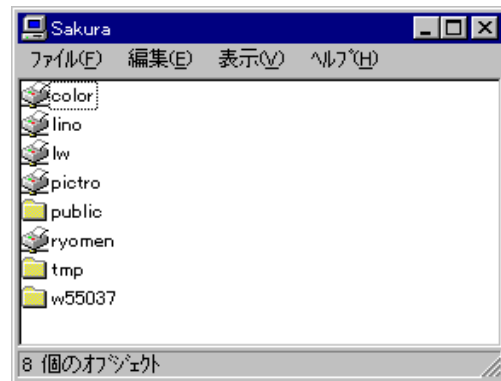 Sakura
ﾌｧｲﾙ(F) 編集(E) 表示(V) ﾍﾙﾌﾟ(H)
color
lino
lw
pictro
public
ryomen
tmp
w55037
8 個のｵﾌﾞｼﾞｪｸﾄ